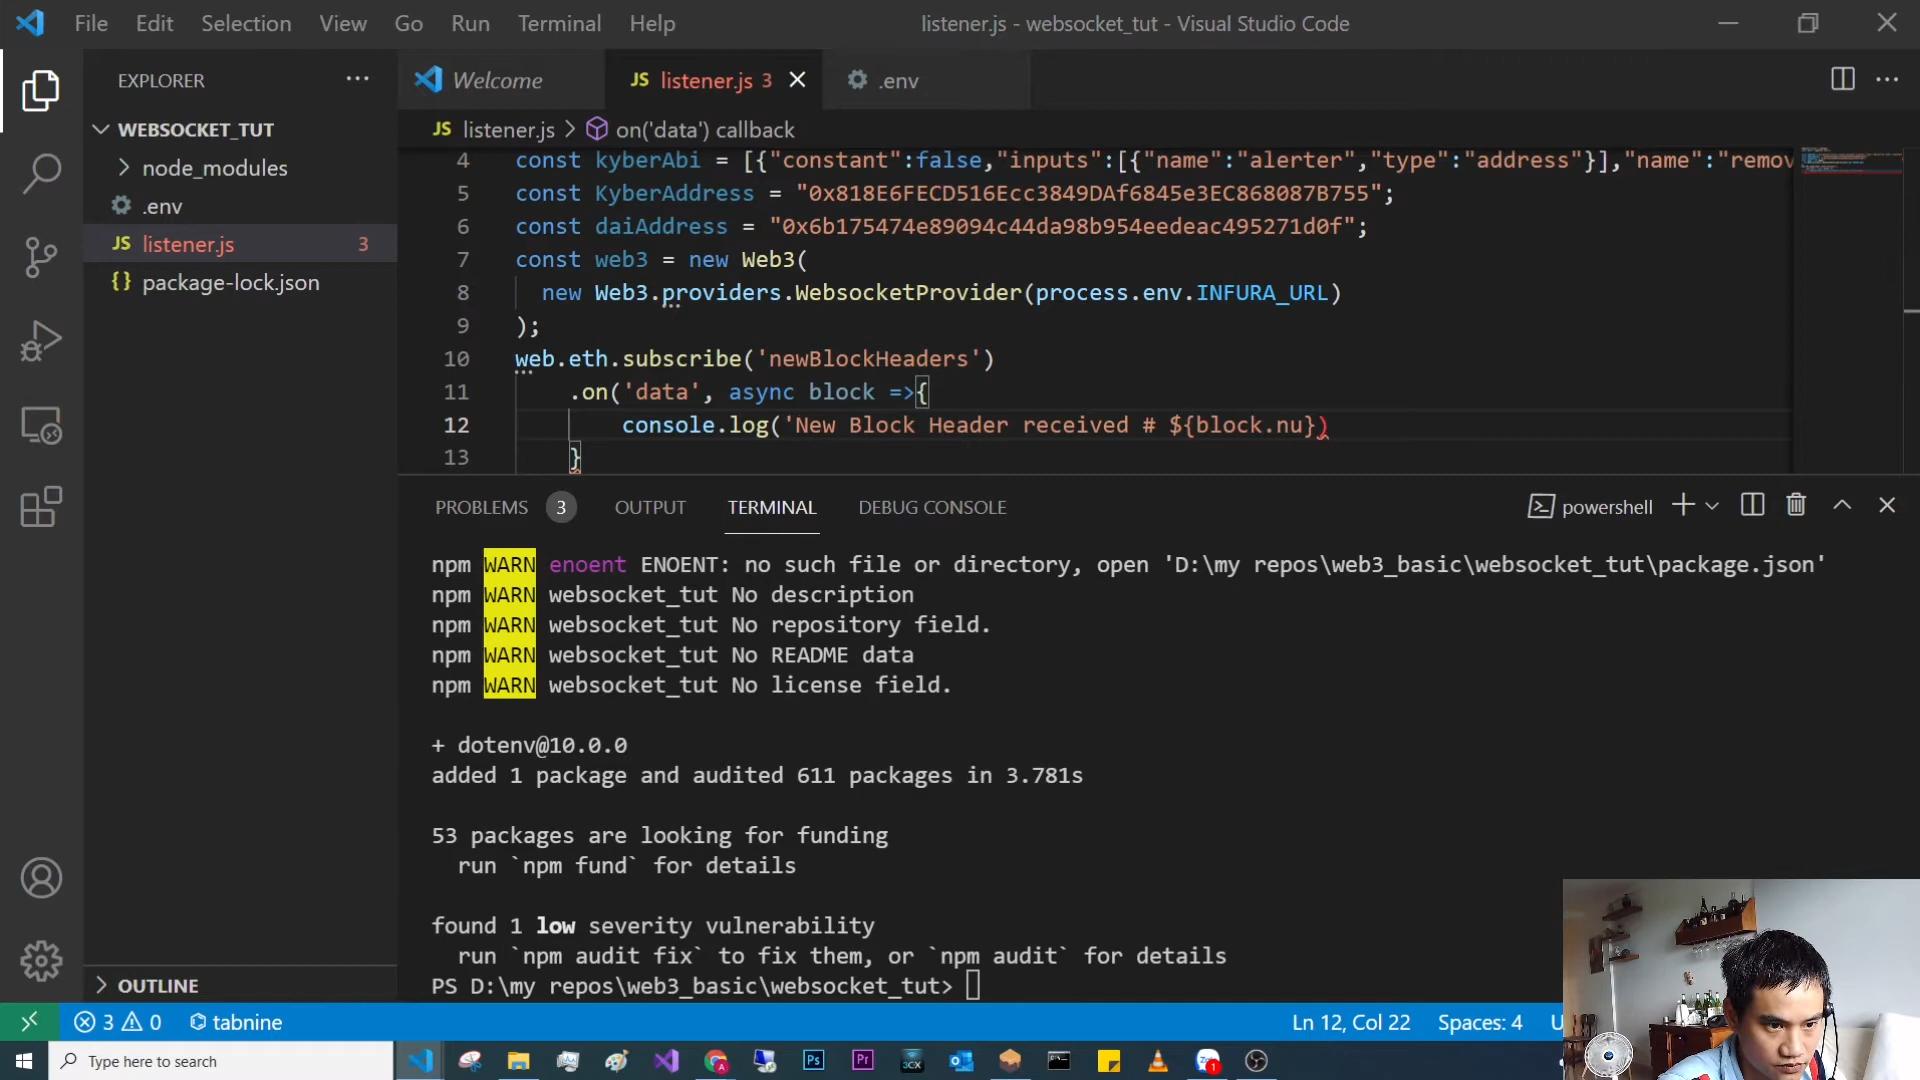 File Edit Selection View Go Run Terminal Help
listener.js - websocket_tut - Visual Studio Code
EXPLORER
Welcome
JS listener.js 3
.env
WEBSOCKET_TUT
node_modules
.env
JS listener.js 3
{} package-lock.json
JS listener.js > on('data') callback
4 const kyberAbi = [{"constant":false,"inputs":[{"name":"alerter","type":"address"}],"name":"remov
5 const KyberAddress = "0x818E6FECD516Ecc3849DAf6845e3EC868087B755";
6 const daiAddress = "0x6b175474e89094c44da98b954eedeac495271d0f";
7 const web3 = new Web3(
8 new Web3.providers.WebsocketProvider(process.env.INFURA_URL)
9 );
10 web.eth.subscribe('newBlockHeaders')
11 .on('data', async block =>{
12 console.log('New Block Header received # ${block.nu})
13 }
PROBLEMS 3 OUTPUT TERMINAL DEBUG CONSOLE
powershell
npm WARN enoent ENOENT: no such file or directory, open 'D:\my repos\web3_basic\websocket_tut\package.json'
npm WARN websocket_tut No description
npm WARN websocket_tut No repository field.
npm WARN websocket_tut No README data
npm WARN websocket_tut No license field.
+ dotenv@10.0.0
added 1 package and audited 611 packages in 3.781s
53 packages are looking for funding
run `npm fund` for details
found 1 low severity vulnerability
run `npm audit fix` to fix them, or `npm audit` for details
PS D:\my repos\web3_basic\websocket_tut>
OUTLINE
3 0 tabnine
Ln 12, Col 22 Spaces: 4 U
Type here to search
Ps Pr 3CX